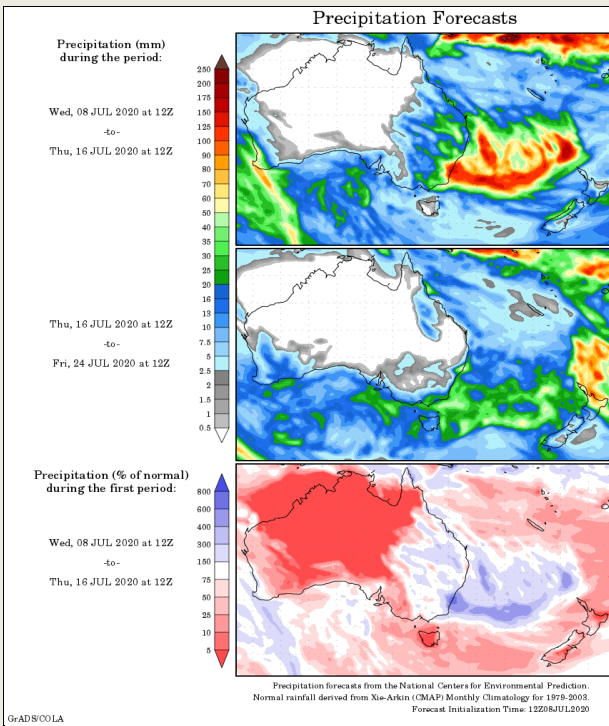 Precipitation Forecasts
Precipitation (mm)
during the period:
Wed, 08 JUL 2020 at 12Z
-to-
Thu, 16 JUL 2020 at 12Z
250
200
175
150
125
100
90
80
70
60
50
40
35
30
25
20
16
13
10
7.5
5
2.5
2
1.5
1
0.5
Thu, 16 JUL 2020 at 12Z
-to-
Fri, 24 JUL 2020 at 12Z
Precipitation (% of normal)
during the first period:
Wed, 08 JUL 2020 at 12Z
-to-
Thu, 16 JUL 2020 at 12Z
800
600
400
300
150
75
50
25
10
5
Precipitation forecasts from the National Centers for Environmental Prediction.
Normal rainfall derived from Xie-Arkin (CMAP) Monthly Climatology for 1979-2003.
Forecast Initialization Time: 12Z08JUL2020
GrADS/COLA